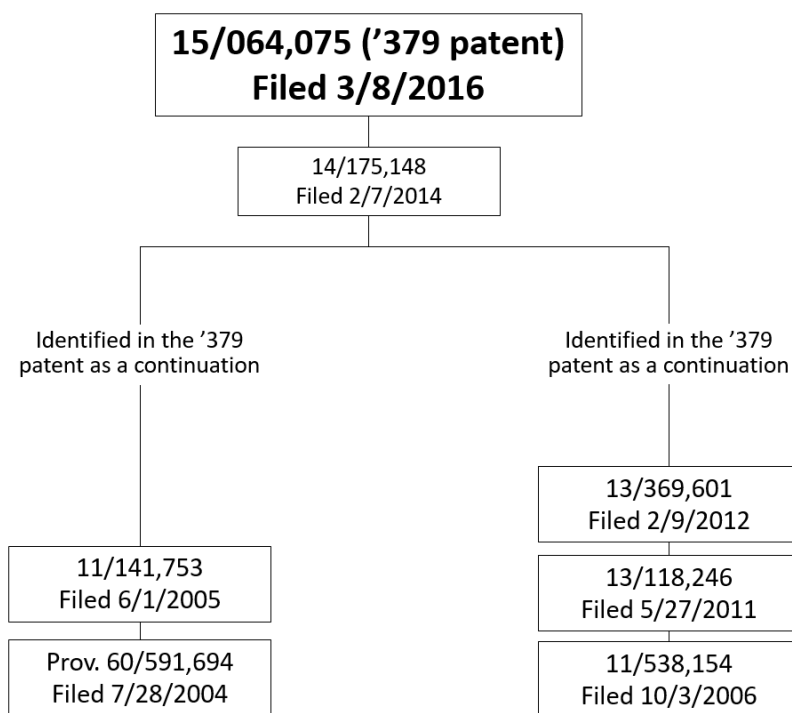 15/064,075 (’379 patent)
Filed 3/8/2016
14/175,148
Filed 2/7/2014
Identified in the ’379
patent as a continuation
Identified in the ’379
patent as a continuation
13/369,601
Filed 2/9/2012
11/141,753
Filed 6/1/2005
13/118,246
Filed 5/27/2011
Prov. 60/591,694
Filed 7/28/2004
11/538,154
Filed 10/3/2006